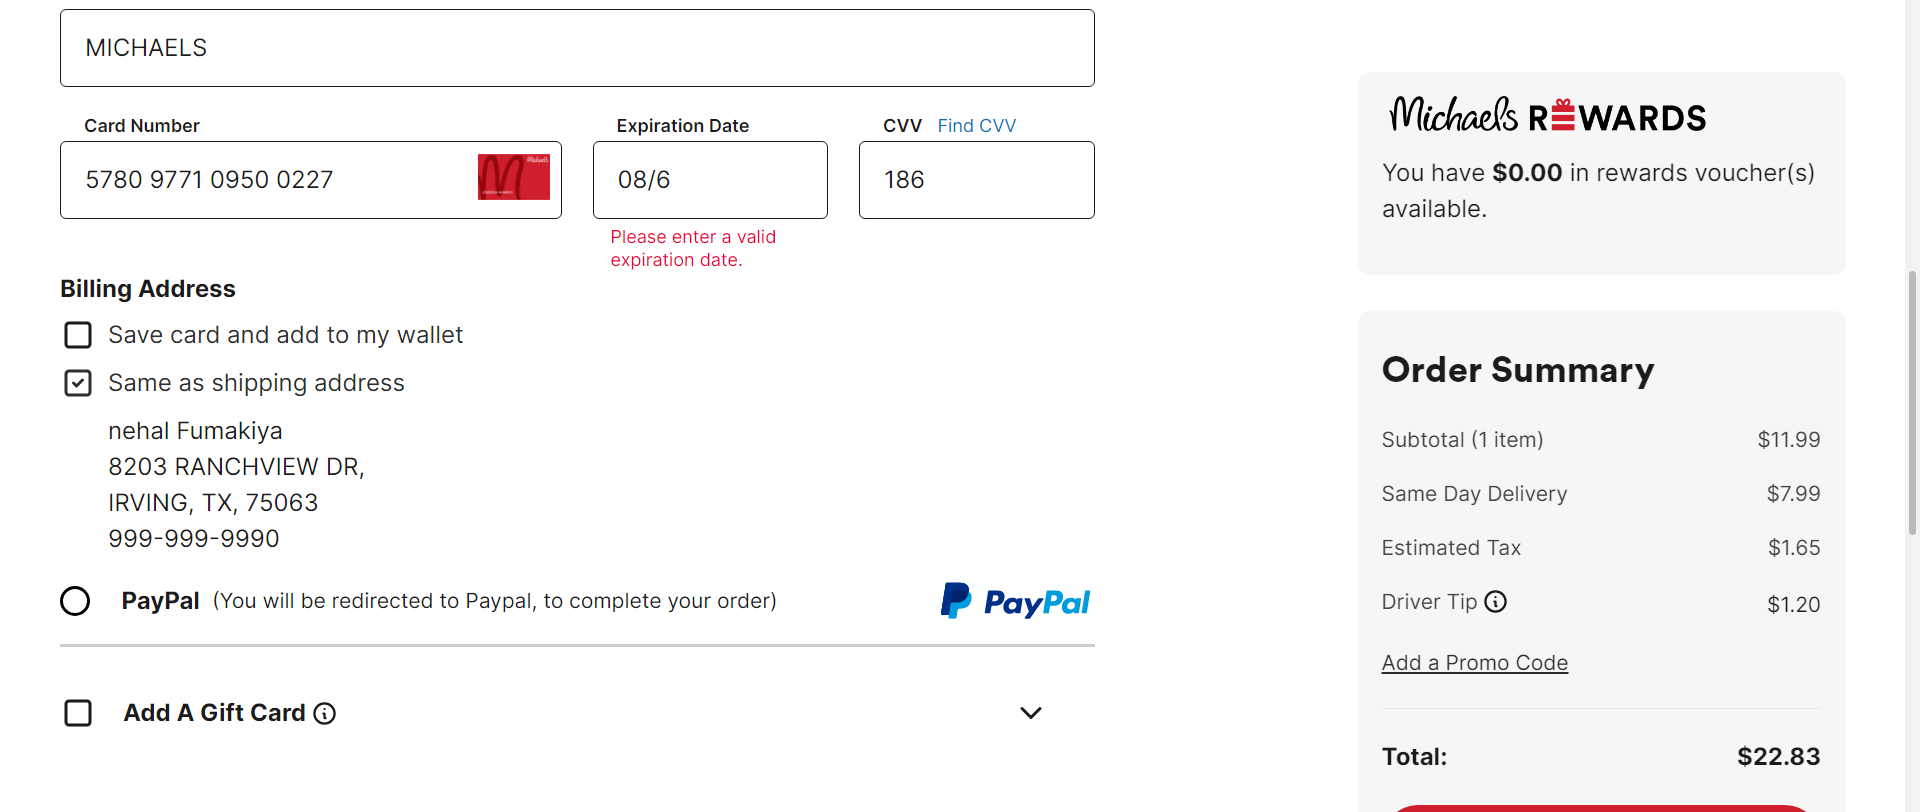 MICHAELS
Card Number
Expiration Date
CVV Find CVV
5780 9771 0950 0227
Michaels
08/6
186
Please enter a valid
expiration date.
Billing Address
Save card and add to my wallet
Same as shipping address
nehal Fumakiya
8203 RANCHVIEW DR,
IRVING, TX, 75063
999-999-9990
PayPal (You will be redirected to Paypal, to complete your order)
PayPal
Add A Gift Card
Michaels REWARDS
You have $0.00 in rewards voucher(s)
available.
Order Summary
Subtotal (1 item) $11.99
Same Day Delivery $7.99
Estimated Tax $1.65
Driver Tip $1.20
Add a Promo Code
Total: $22.83